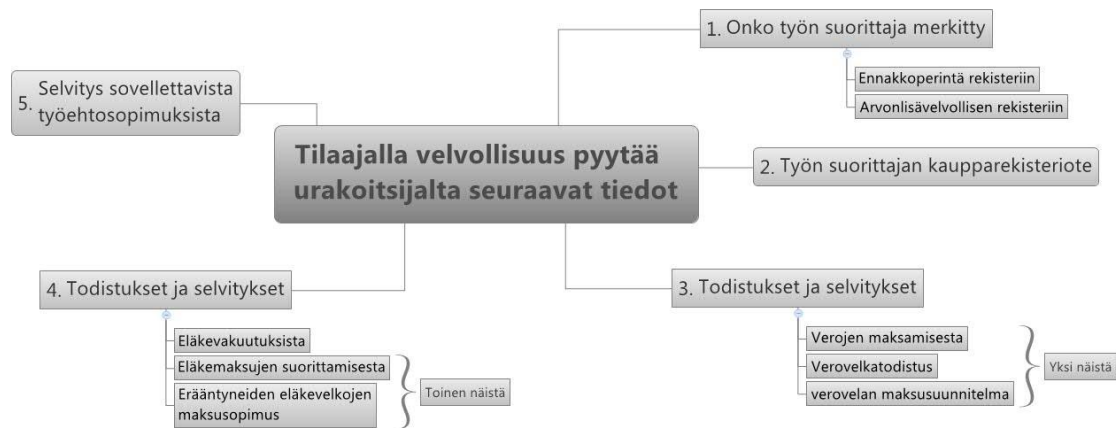 Tilaajalla velvollisuus pyytää
urakoitsijalta seuraavat tiedot
1. Onko työn suorittaja merkitty
Ennakkoperintä rekisteriin
Arvonlisävelvollisen rekisteriin
2. Työn suorittajan kaupparekisteriote
3. Todistukset ja selvitykset
Verojen maksamisesta
Verovelkatodistus
verovelan maksusuunnitelma
Yksi näistä
4. Todistukset ja selvitykset
Eläkevakuutuksista
Eläkemaksujen suorittamisesta
Erääntyneiden eläkevelkojen
maksusopimus
Toinen näistä
5. Selvitys sovellettavista
työehtosopimuksista